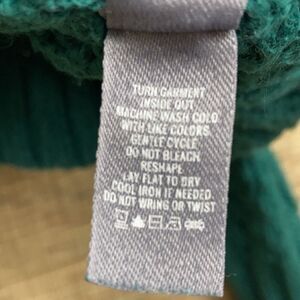 TURN GARMENT
INSIDE OUT
MACHINE WASH COLD
WITH LIKE COLORS
GENTLE CYCLE
DO NOT BLEACH
RESHAPE
LAY FLAT TO DRY
COOL IRON IF NEEDED
DO NOT WRING OR TWIST